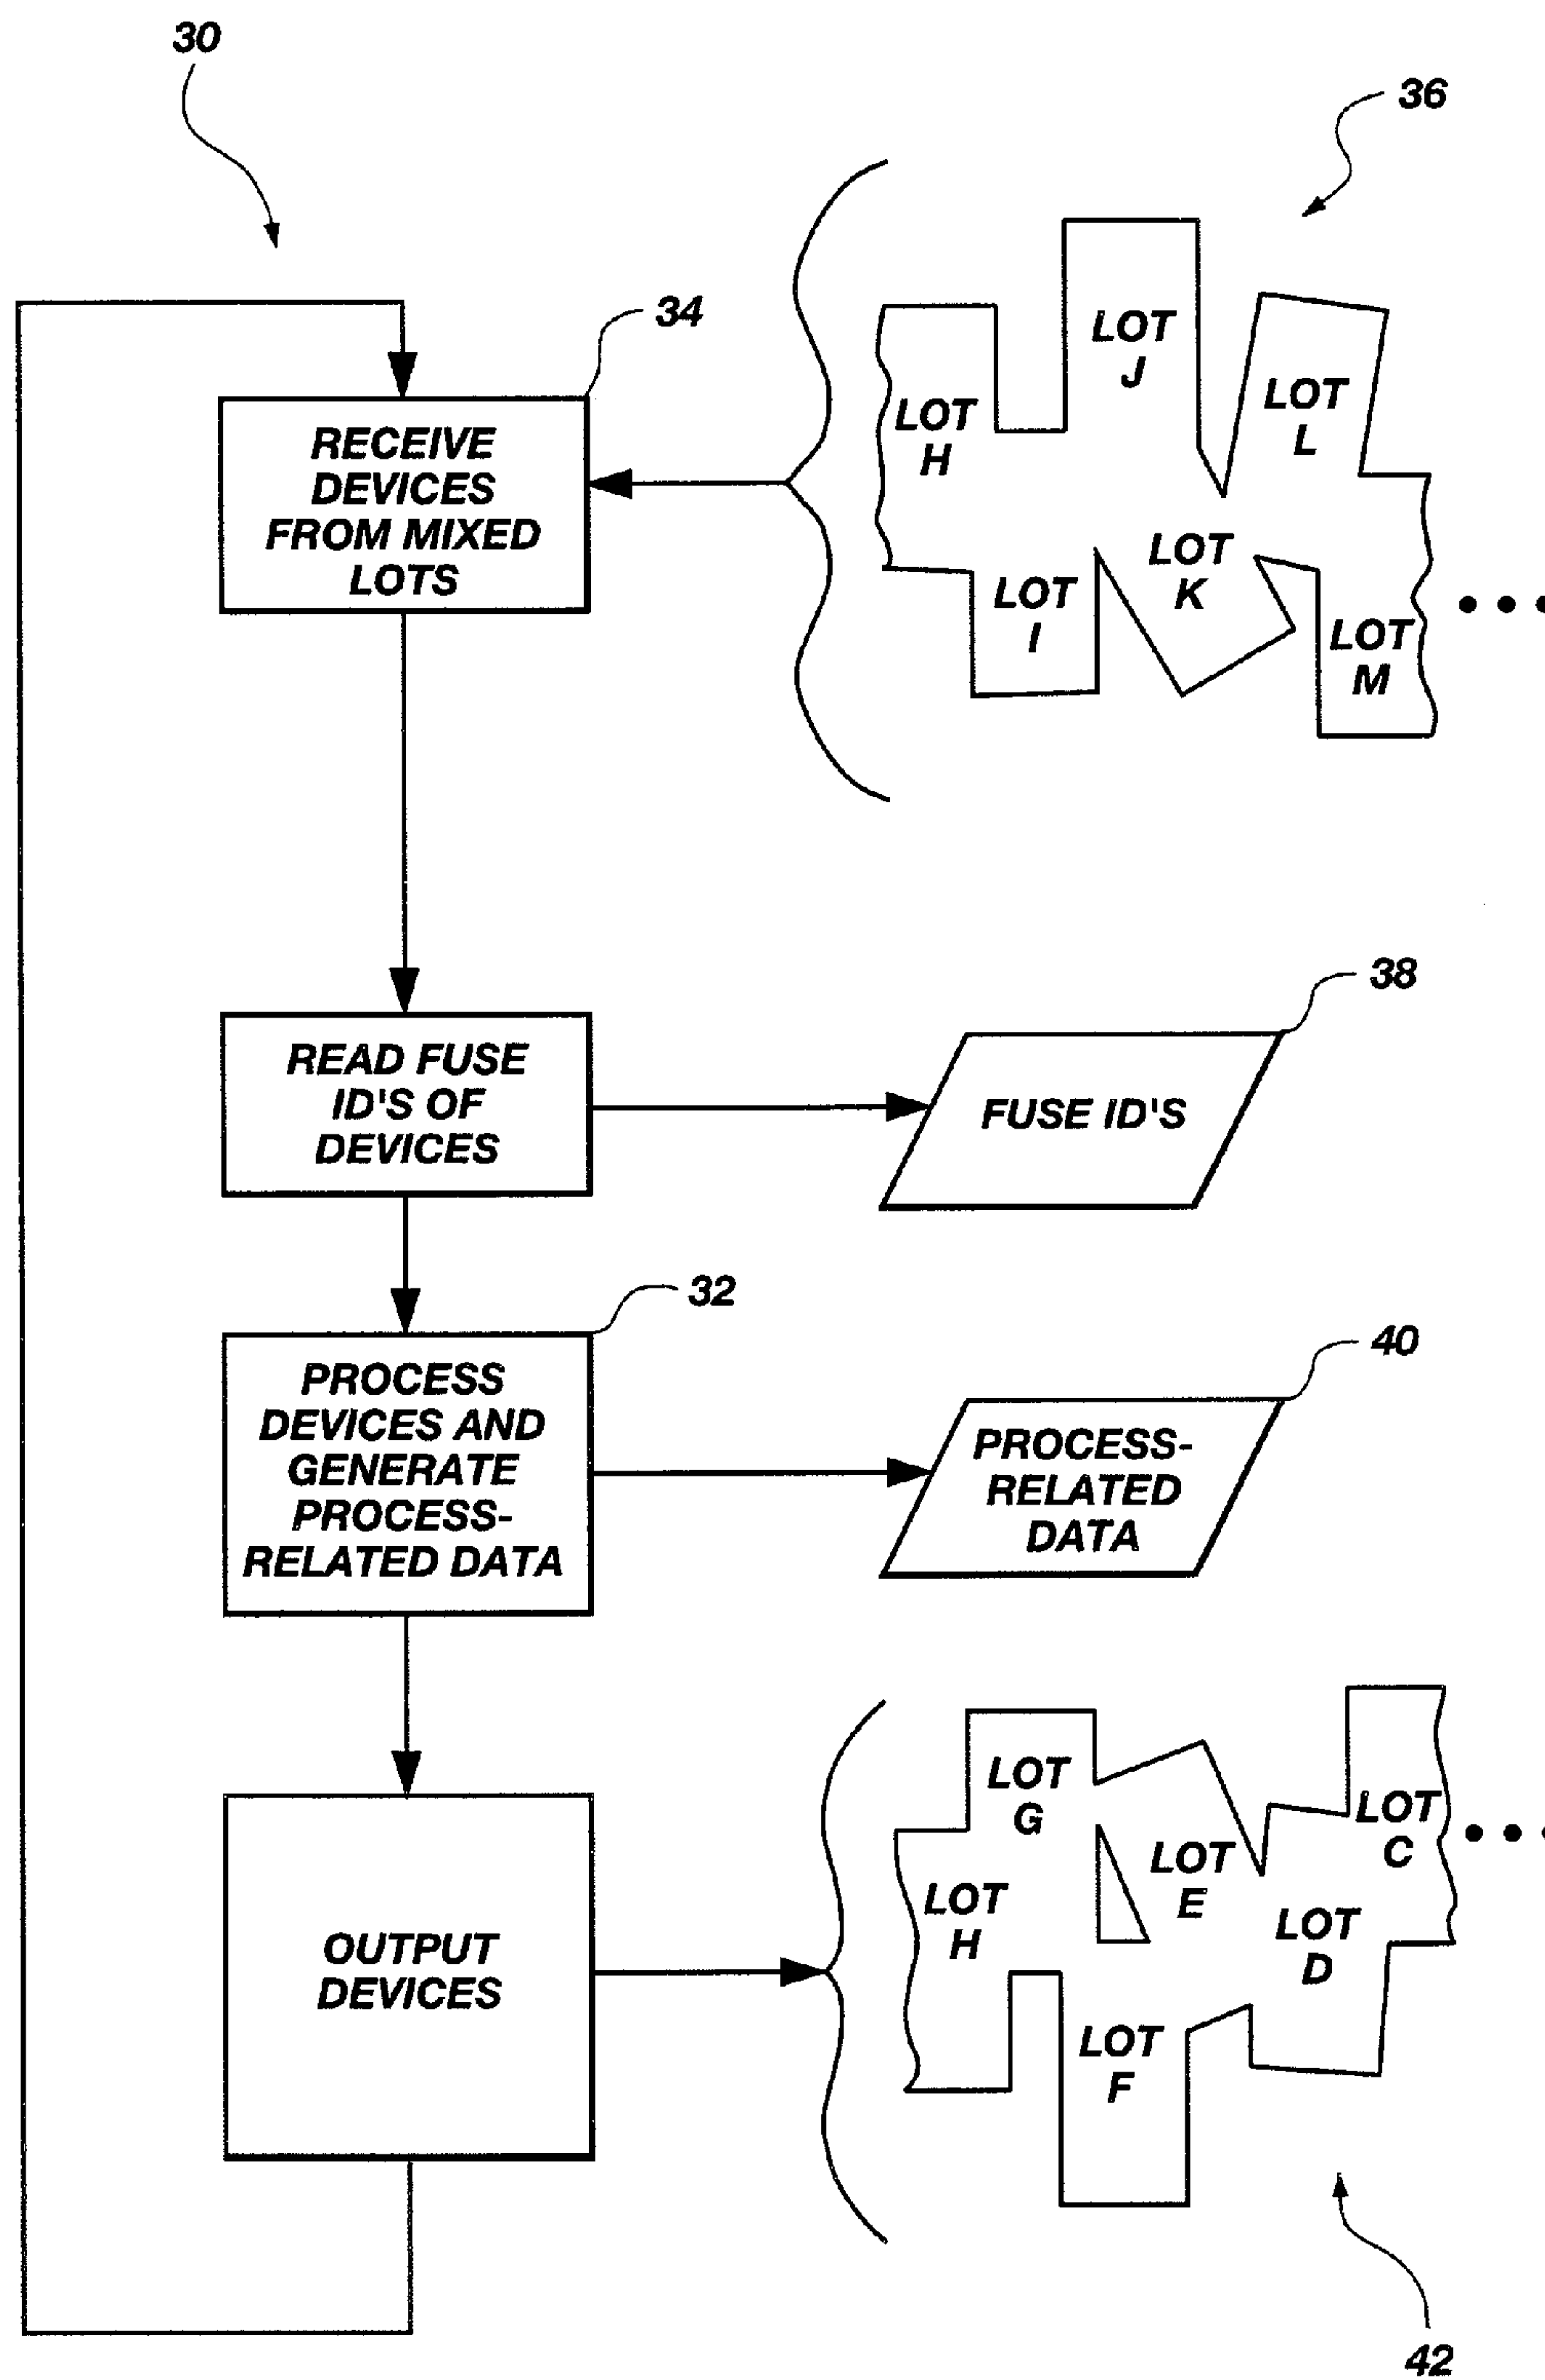 30
36
34
RECEIVE
DEVICES
FROM MIXED
LOTS
LOT
H
LOT
J
LOT
L
LOT
I
LOT
K
LOT
M
READ FUSE
ID'S OF
DEVICES
38
FUSE ID'S
32
PROCESS
DEVICES AND
GENERATE
PROCESS-
RELATED DATA
40
PROCESS-
RELATED
DATA
OUTPUT
DEVICES
LOT
G
LOT
C
LOT
E
LOT
H
LOT
D
LOT
F
42